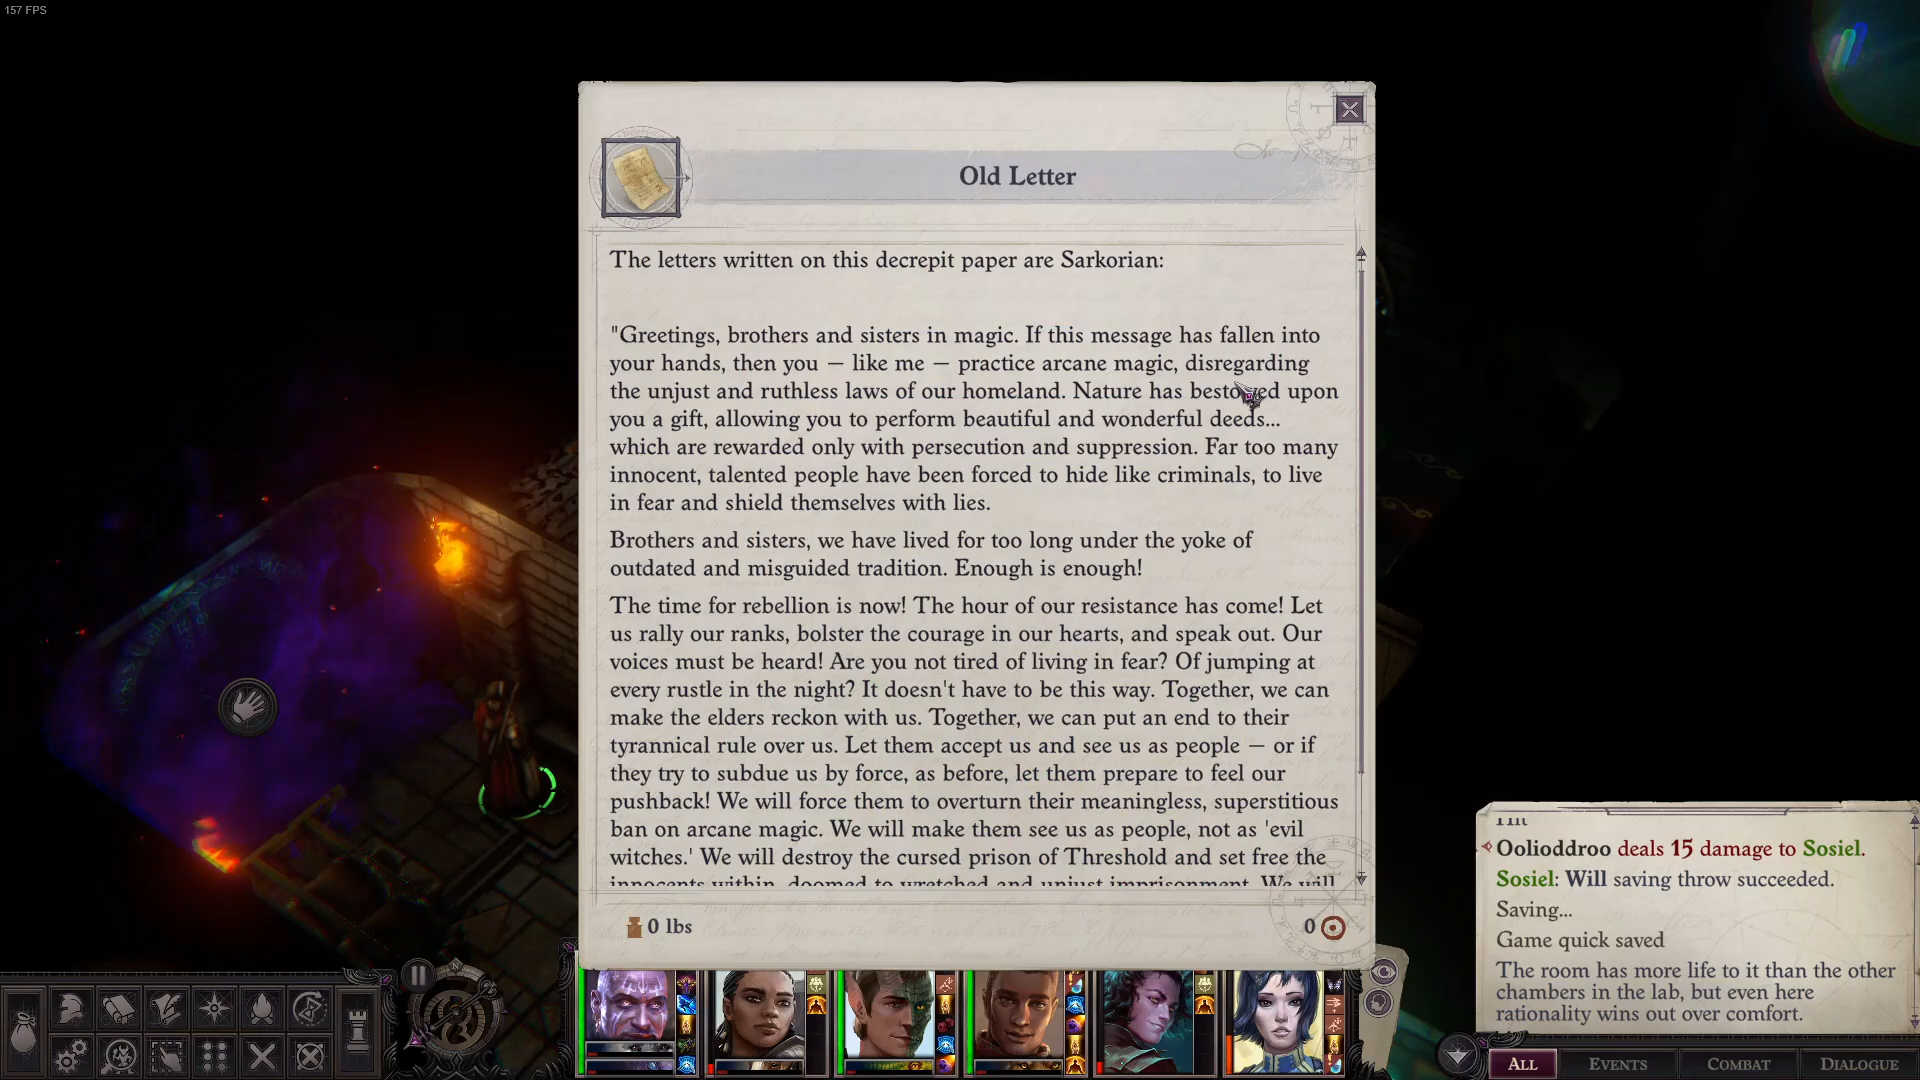 157 FPS
Old Letter
The letters written on this decrepit paper are Sarkorian:
"Greetings, brothers and sisters in magic. If this message has fallen into
your hands, then you — like me — practice arcane magic, disregarding
the unjust and ruthless laws of our homeland. Nature has bestowed upon
you a gift, allowing you to perform beautiful and wonderful deeds...
which are rewarded only with persecution and suppression. Far too many
innocent, talented people have been forced to hide like criminals, to live
in fear and shield themselves with lies.
Brothers and sisters, we have lived for too long under the yoke of
outdated and misguided tradition. Enough is enough!
The time for rebellion is now! The hour of our resistance has come! Let
us rally our ranks, bolster the courage in our hearts, and speak out. Our
voices must be heard! Are you not tired of living in fear? Of jumping at
every rustle in the night? It doesn't have to be this way. Together, we can
make the elders reckon with us. Together, we can put an end to their
tyrannical rule over us. Let them accept us and see us as people — or if
they try to subdue us by force, as before, let them prepare to feel our
pushback! We will force them to overturn their meaningless, superstitious
ban on arcane magic. We will make them see us as people, not as 'evil
witches.' We will destroy the cursed prison of Threshold and set free the
innocents within, doomed to wretched and unjust imprisonment. We will
0 lbs
0
Oolioddroo deals 15 damage to Sosiel.
Sosiel: Will saving throw succeeded.
Saving...
Game quick saved
The room has more life to it than the other
chambers in the lab, but even here
rationality wins out over comfort.
ALL EVENTS COMBAT DIALOGUE